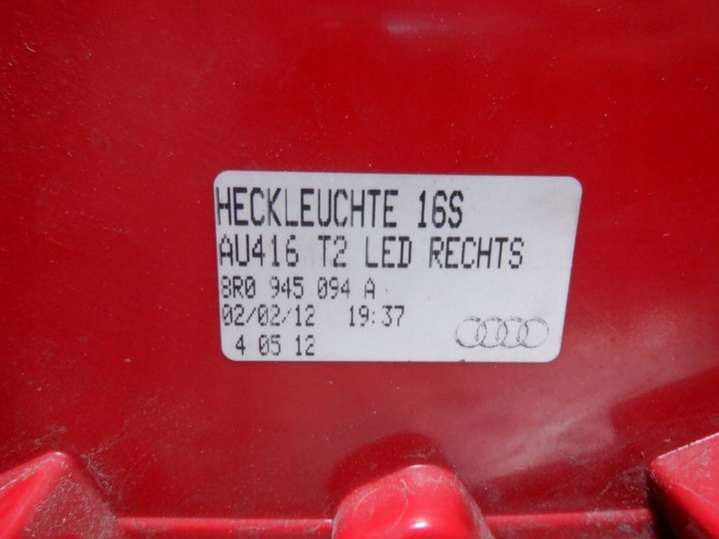 HECKLEUCHTE 16S
AU416 T2 LED RECHTS
8R0 945 094 A
02/02/12 19:37
4 05 12